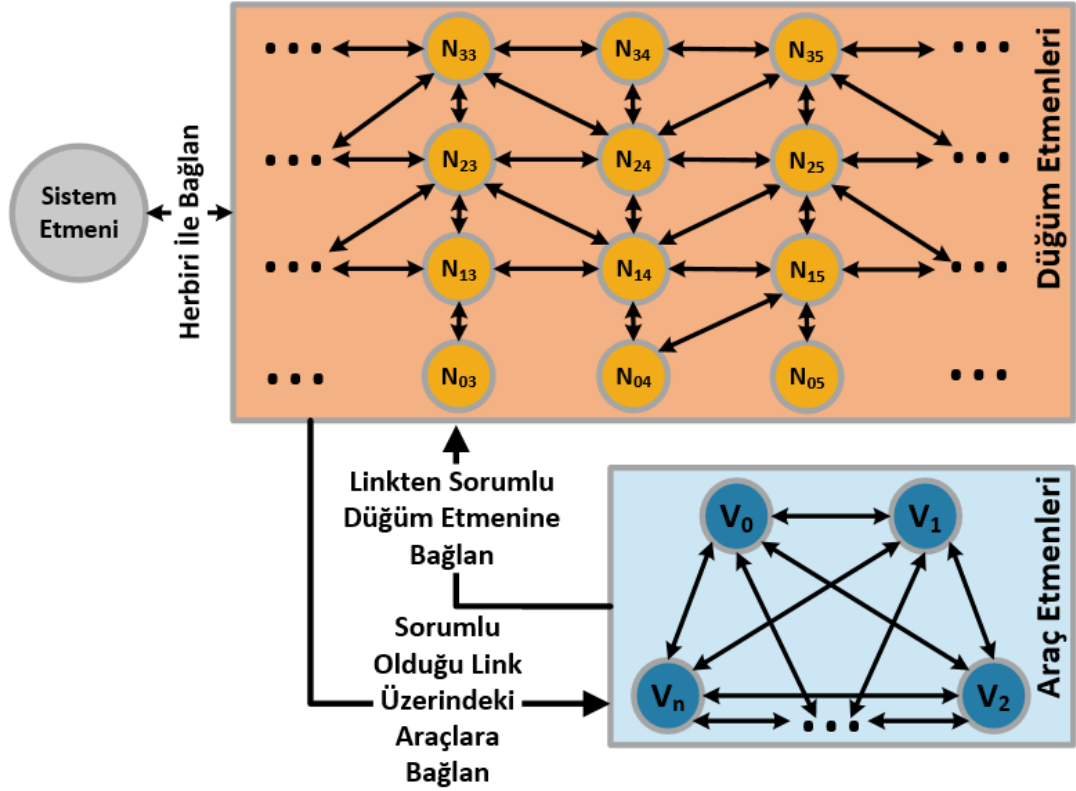 ... N33 N34 N35 ...
... N23 N24 N25 ...
... N13 N14 N15 ...
... N03 N04 N05 ...
Düğüm Etmenleri
Sistem
Etmeni
Herbiri İle Bağlan
Linkten Sorumlu
Düğüm Etmenine
Bağlan
Sorumlu
Olduğu Link
Üzerindeki
Araçlara
Bağlan
V0 V1
Vn ... V2
Araç Etmenleri